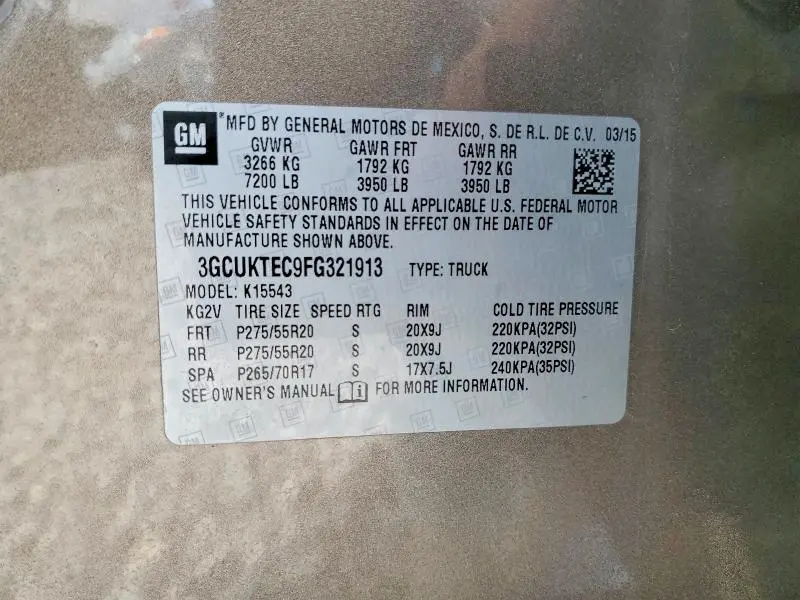 GM ® MFD BY GENERAL MOTORS DE MEXICO, S. DE R.L. DE C.V. 03/15
GVWR GAWR FRT GAWR RR
3266 KG 1792 KG 1792 KG
7200 LB 3950 LB 3950 LB
THIS VEHICLE CONFORMS TO ALL APPLICABLE U.S. FEDERAL MOTOR
VEHICLE SAFETY STANDARDS IN EFFECT ON THE DATE OF
MANUFACTURE SHOWN ABOVE.
3GCUKTEC9FG321913 TYPE: TRUCK
MODEL: K15543
KG2V TIRE SIZE SPEED RTG RIM COLD TIRE PRESSURE
FRT P275/55R20 S 20X9J 220KPA(32PSI)
RR P275/55R20 S 20X9J 220KPA(32PSI)
SPA P265/70R17 S 17X7.5J 240KPA(35PSI)
SEE OWNER'S MANUAL i FOR MORE INFORMATION.